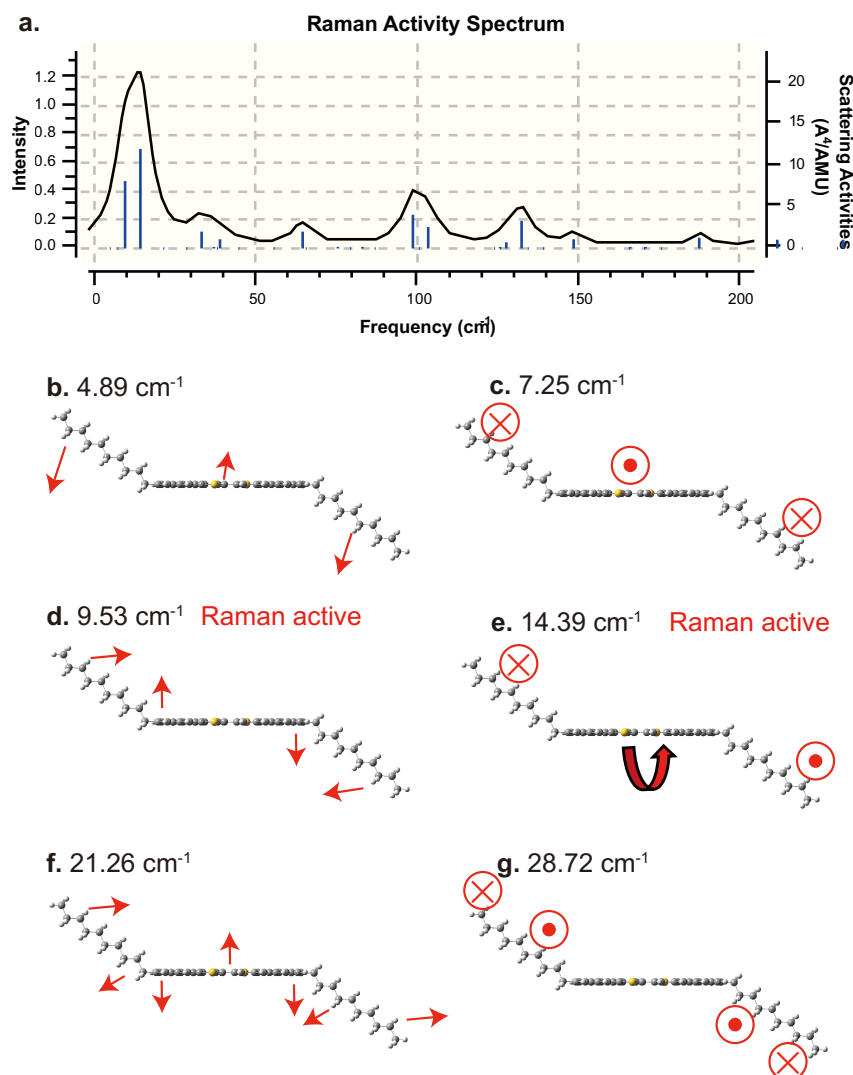 a.
Raman Activity Spectrum
Intensity
1.2
1.0
0.8
0.6
0.4
0.2
0.0
20
15
10
5
0
Scattering Activities
(A⁴/AMU)
0
50
100
150
200
Frequency (cm⁻¹)
b. 4.89 cm⁻¹
c. 7.25 cm⁻¹
d. 9.53 cm⁻¹ Raman active
e. 14.39 cm⁻¹ Raman active
f. 21.26 cm⁻¹
g. 28.72 cm⁻¹